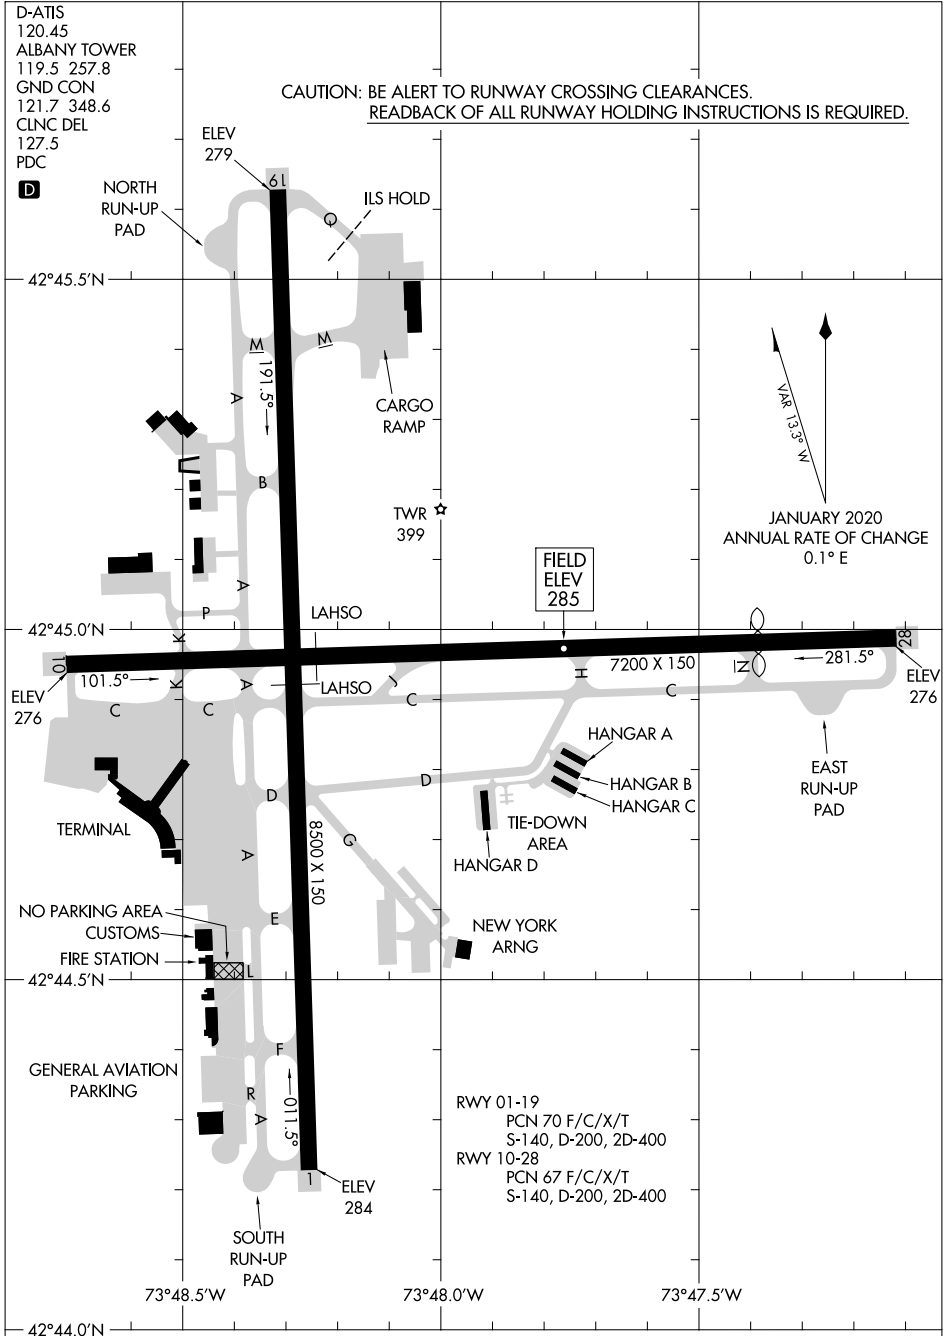 D-ATIS
120.45
ALBANY TOWER
119.5 257.8
GND CON
121.7 348.6
CLNC DEL
127.5
PDC
D
CAUTION: BE ALERT TO RUNWAY CROSSING CLEARANCES.
READBACK OF ALL RUNWAY HOLDING INSTRUCTIONS IS REQUIRED.
ELEV
279
19
NORTH
RUN-UP
PAD
Q
ILS HOLD
42°45.5'N
M
M
191.5°
A
CARGO
RAMP
VAR 13.3° W
B
TWR
399
JANUARY 2020
ANNUAL RATE OF CHANGE
0.1° E
FIELD
ELEV
285
A
P
LAHSO
42°45.0'N
K
10
28
7200 X 150
N
281.5°
101.5°
K
A
LAHSO
J
H
C
ELEV
276
ELEV
276
C
C
C
HANGAR A
HANGAR B
HANGAR C
EAST
RUN-UP
PAD
D
D
TIE-DOWN
AREA
HANGAR D
TERMINAL
A
8500 X 150
G
NO PARKING AREA
CUSTOMS
FIRE STATION
E
NEW YORK
ARNG
L
42°44.5'N
F
GENERAL AVIATION
PARKING
R
A
011.5°
RWY 01-19
PCN 70 F/C/X/T
S-140, D-200, 2D-400
RWY 10-28
PCN 67 F/C/X/T
S-140, D-200, 2D-400
1
ELEV
284
SOUTH
RUN-UP
PAD
73°48.5'W
73°48.0'W
73°47.5'W
42°44.0'N